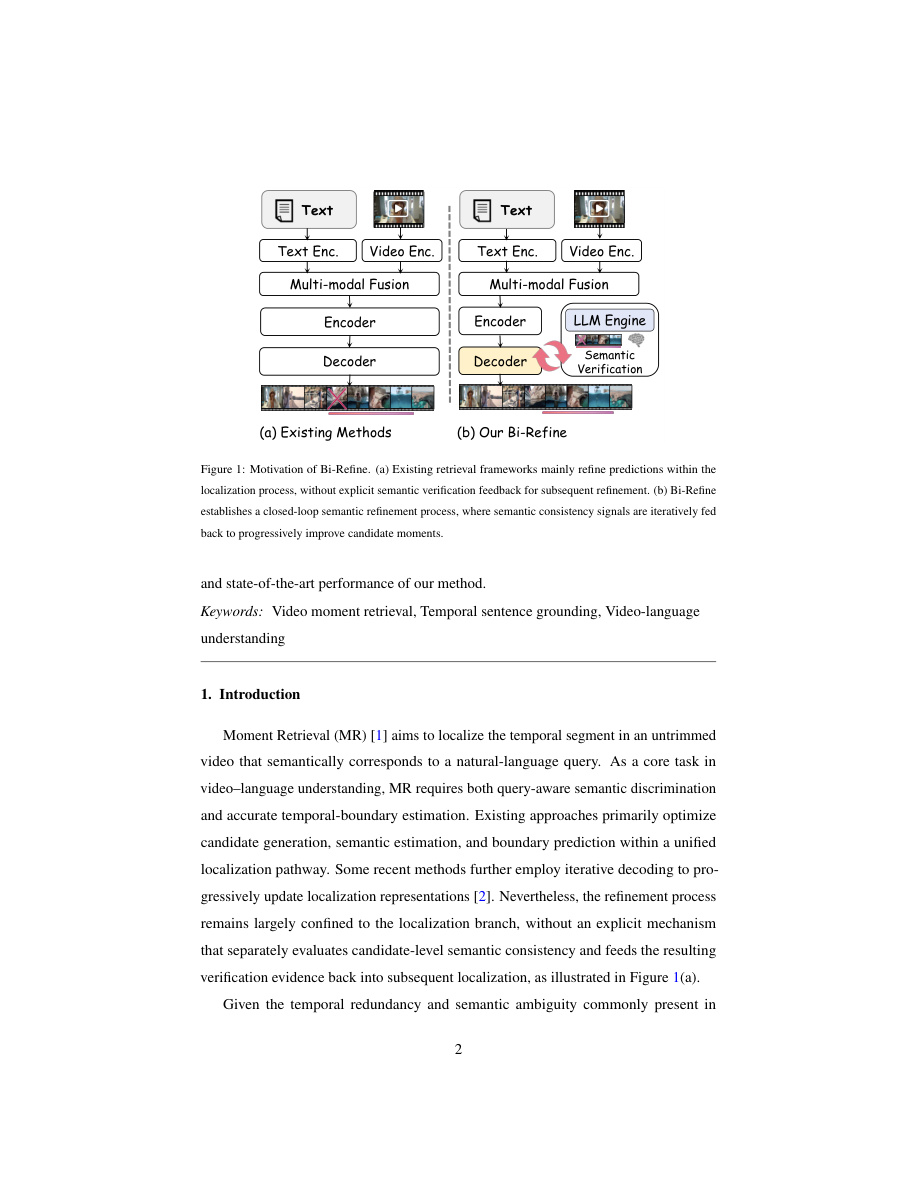 Text
Text Enc.
Video Enc.
Multi-modal Fusion
Encoder
Decoder
(a) Existing Methods
Text
Text Enc.
Video Enc.
Multi-modal Fusion
Encoder
Decoder
LLM Engine
Semantic
Verification
(b) Our Bi-Refine
Figure 1: Motivation of Bi-Refine. (a) Existing retrieval frameworks mainly refine predictions within the
localization process, without explicit semantic verification feedback for subsequent refinement. (b) Bi-Refine
establishes a closed-loop semantic refinement process, where semantic consistency signals are iteratively fed
back to progressively improve candidate moments.
and state-of-the-art performance of our method.
Keywords: Video moment retrieval, Temporal sentence grounding, Video-language
understanding
1. Introduction
Moment Retrieval (MR) [1] aims to localize the temporal segment in an untrimmed
video that semantically corresponds to a natural-language query. As a core task in
video–language understanding, MR requires both query-aware semantic discrimination
and accurate temporal-boundary estimation. Existing approaches primarily optimize
candidate generation, semantic estimation, and boundary prediction within a unified
localization pathway. Some recent methods further employ iterative decoding to pro-
gressively update localization representations [2]. Nevertheless, the refinement process
remains largely confined to the localization branch, without an explicit mechanism
that separately evaluates candidate-level semantic consistency and feeds the resulting
verification evidence back into subsequent localization, as illustrated in Figure 1(a).
Given the temporal redundancy and semantic ambiguity commonly present in
2